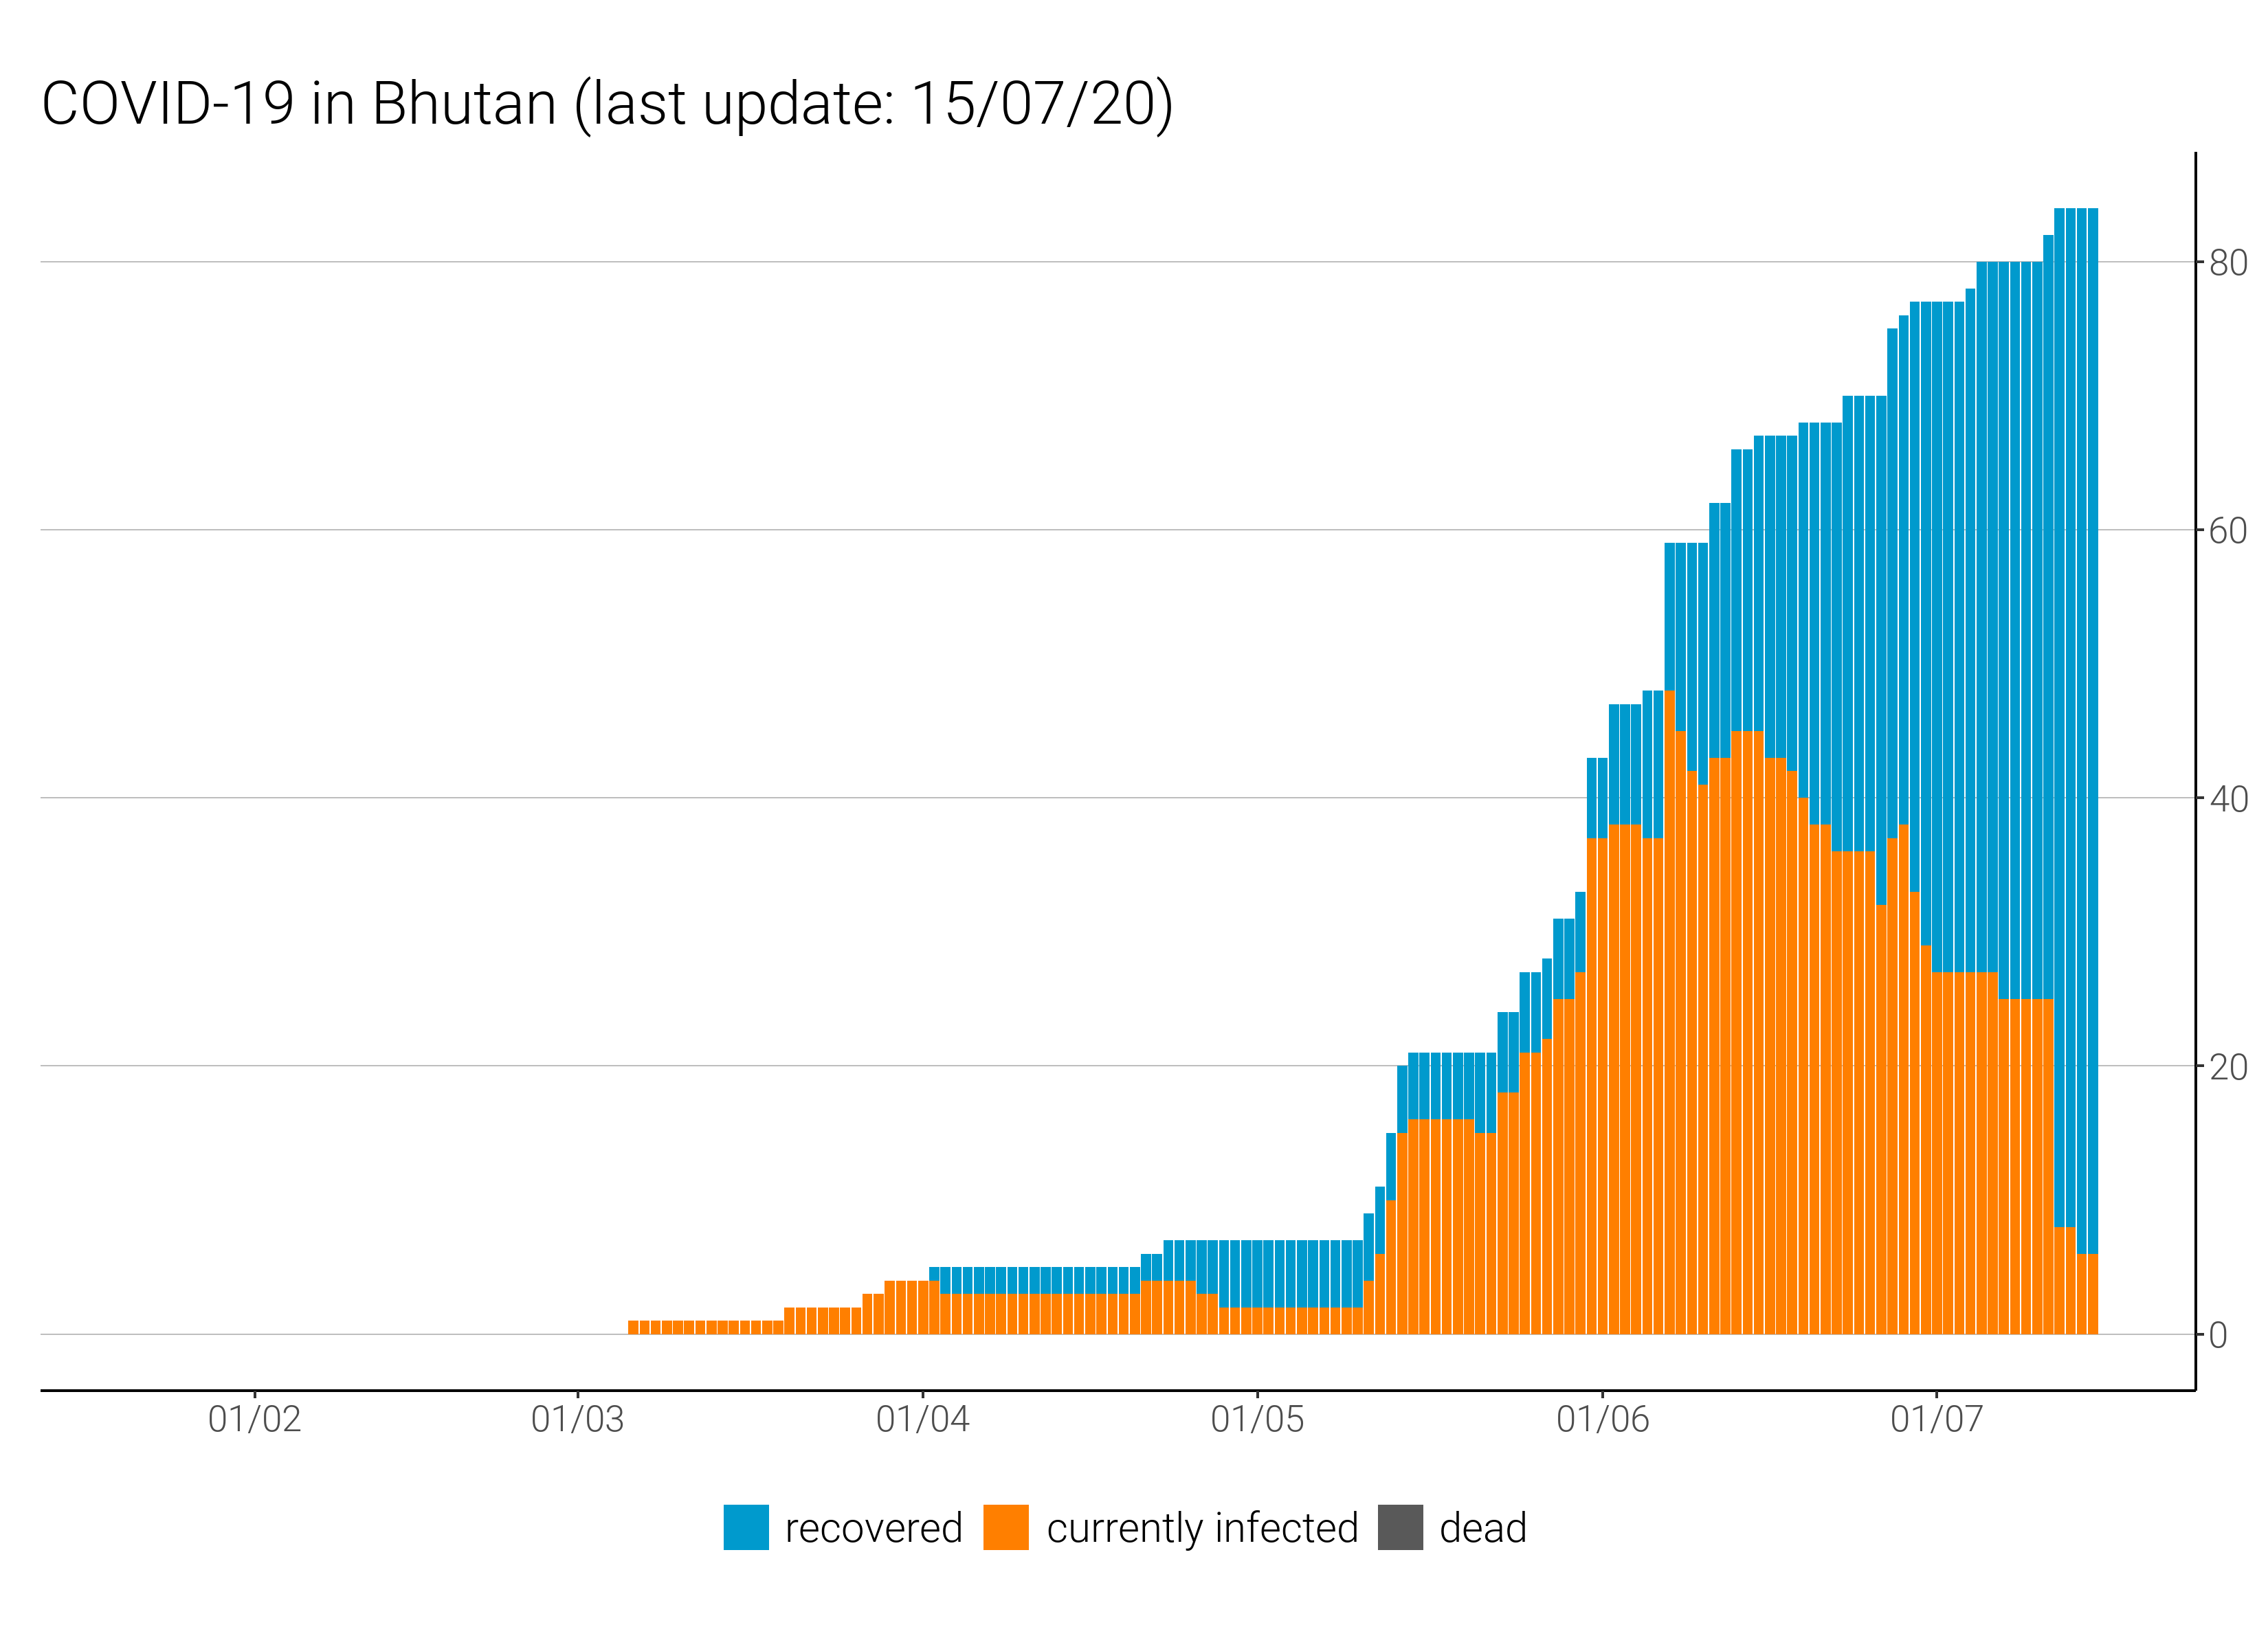 COVID-19 in Bhutan (last update: 15/07/20)
80
60
40
20
0
01/02 01/03 01/04 01/05 01/06 01/07
recovered currently infected dead